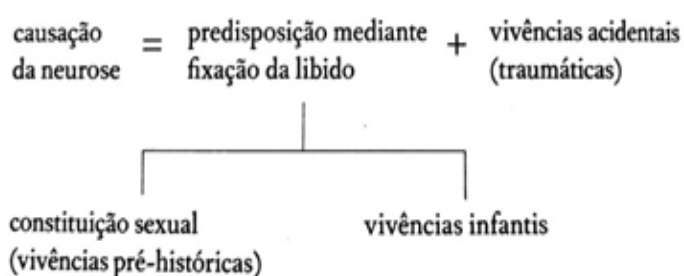 causação = predisposição mediante + vivências acidentais
da neurose fixação da libido (traumáticas)
constituição sexual vivências infantis
(vivências pré-históricas)